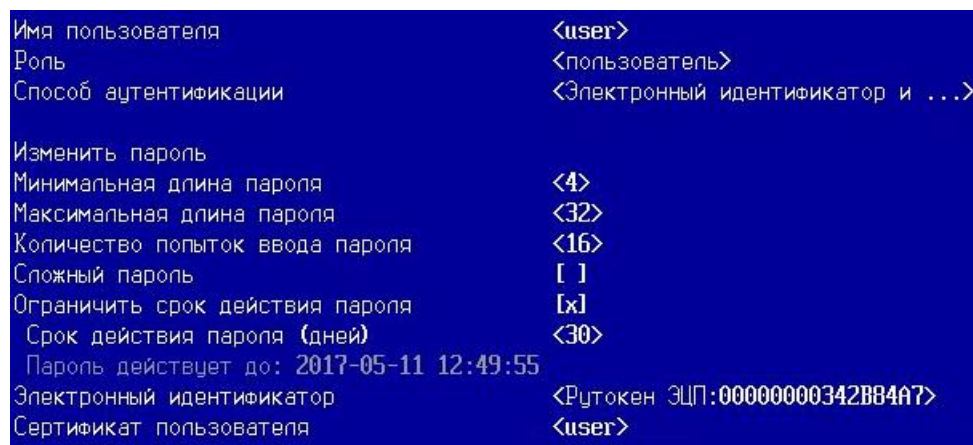 Имя пользователя <user>
Роль <пользователь>
Способ аутентификации <Электронный идентификатор и ...>
Изменить пароль
Минимальная длина пароля <4>
Максимальная длина пароля <32>
Количество попыток ввода пароля <16>
Сложный пароль [ ]
Ограничить срок действия пароля [x]
Срок действия пароля (дней) <30>
Пароль действует до: 2017-05-11 12:49:55
Электронный идентификатор <Рутокен ЭЦП:00000000342B84A7>
Сертификат пользователя <user>